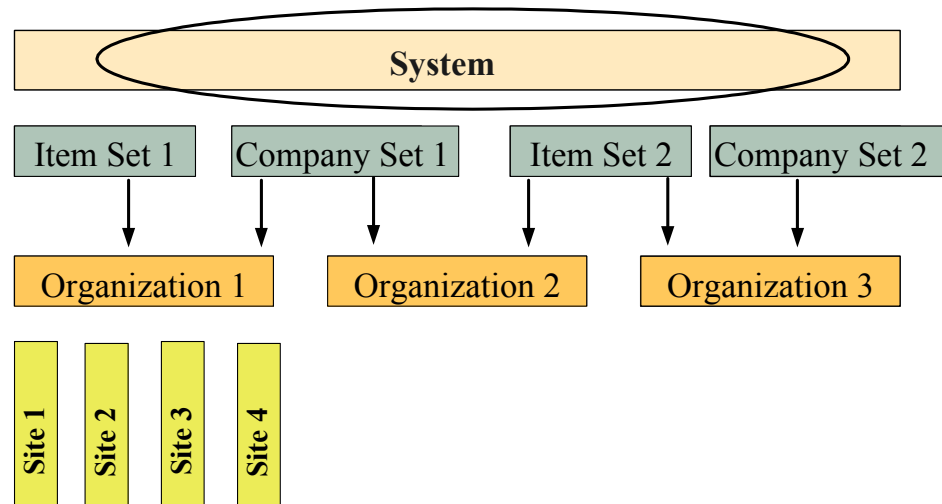 System
Item Set 1
Company Set 1
Item Set 2
Company Set 2
Organization 1
Organization 2
Organization 3
Site 1
Site 2
Site 3
Site 4